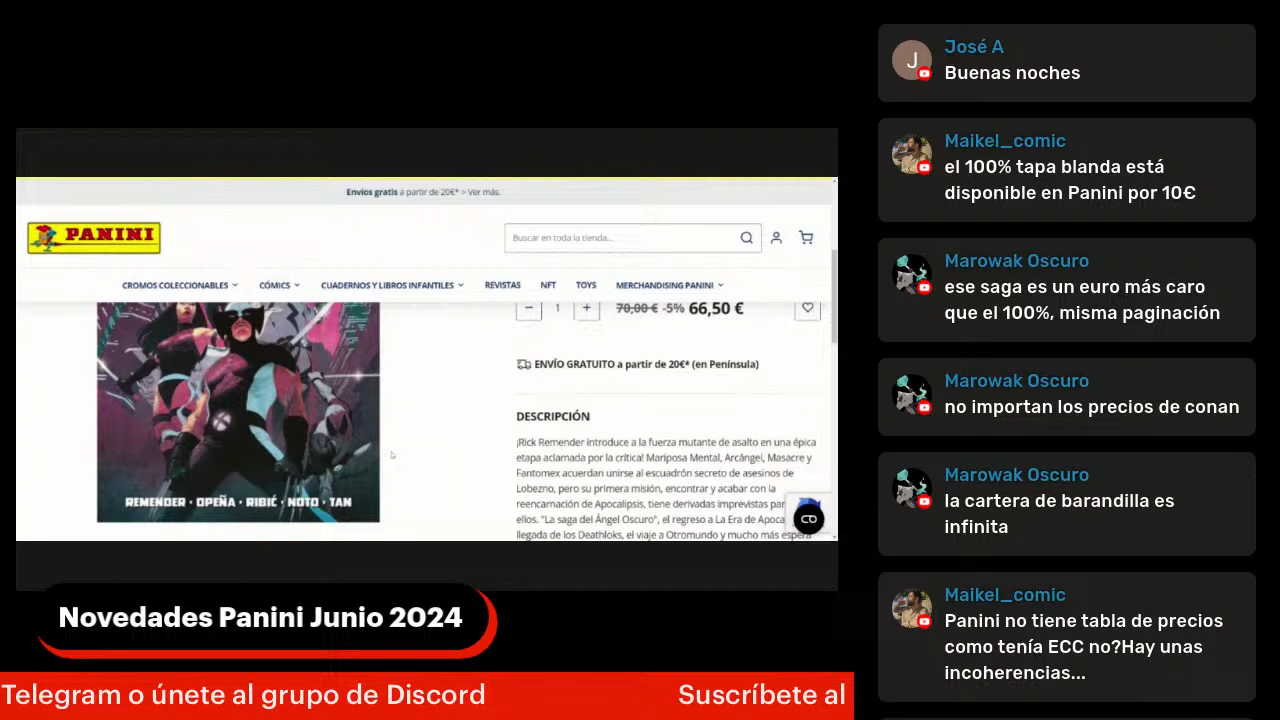 Envíos gratis a partir de 20€* > Ver más.
PANINI
Buscar en toda la tienda...
CROMOS COLECCIONABLES CÓMICS CUADERNOS Y LIBROS INFANTILES REVISTAS NFT TOYS MERCHANDISING PANINI
− 1 + 70,00 € -5% 66,50 €
ENVÍO GRATUITO a partir de 20€* (en Península)
DESCRIPCIÓN
¡Rick Remender introduce a la fuerza mutante de asalto en una épica
etapa aclamada por la crítica! Mariposa Mental, Arcángel, Masacre y
Fantomex acuerdan unirse al escuadrón secreto de asesinos de
Lobezno, pero su primera misión, encontrar y acabar con la
reencarnación de Apocalipsis, tiene derivadas imprevistas par
ellos. "La saga del Ángel Oscuro", el regreso a La Era de Apoca
llegada de los Deathloks, el viaje a Otromundo y mucho más espera
REMENDER · OPEÑA · RIBIĆ · NOTO · TAN
Novedades Panini Junio 2024
Telegram o únete al grupo de Discord Suscríbete al
J
José A
Buenas noches
Maikel_comic
el 100% tapa blanda está
disponible en Panini por 10€
Marowak Oscuro
ese saga es un euro más caro
que el 100%, misma paginación
Marowak Oscuro
no importan los precios de conan
Marowak Oscuro
la cartera de barandilla es
infinita
Maikel_comic
Panini no tiene tabla de precios
como tenía ECC no?Hay unas
incoherencias...